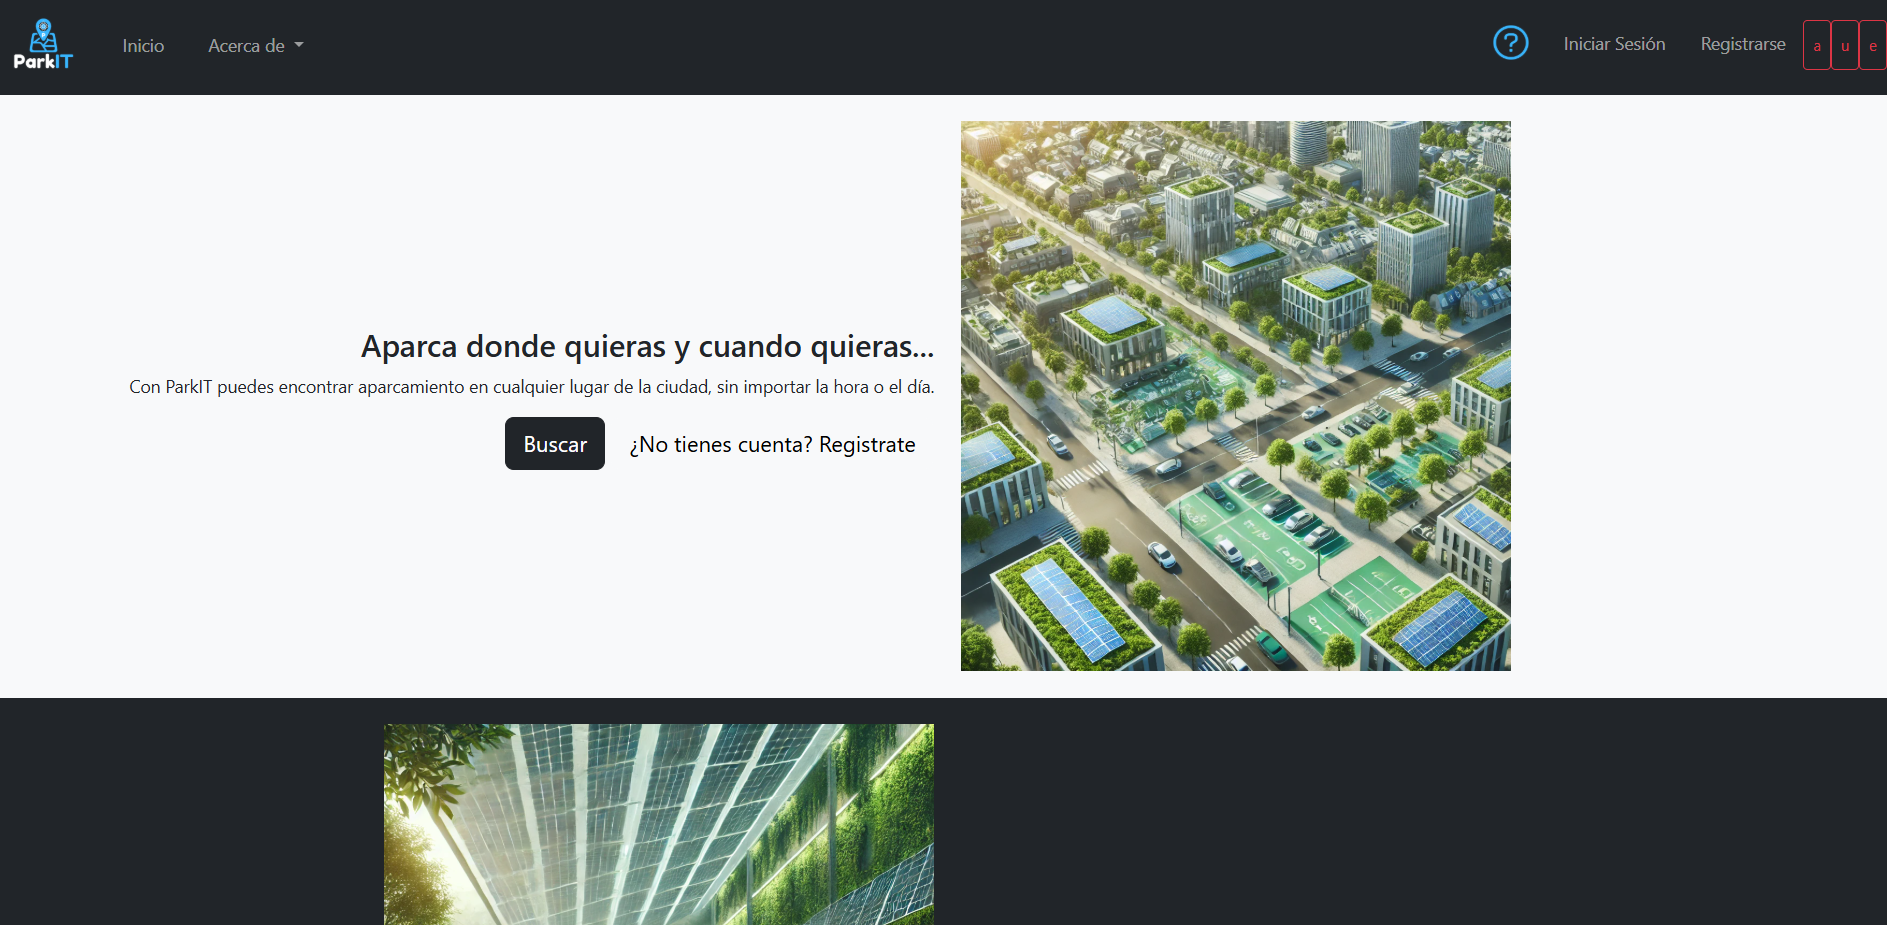 ParkIT
Inicio
Acerca de
?
Iniciar Sesión
Registrarse
a
u
e
Aparca donde quieras y cuando quieras...
Con ParkIT puedes encontrar aparcamiento en cualquier lugar de la ciudad, sin importar la hora o el día.
Buscar
¿No tienes cuenta? Registrate